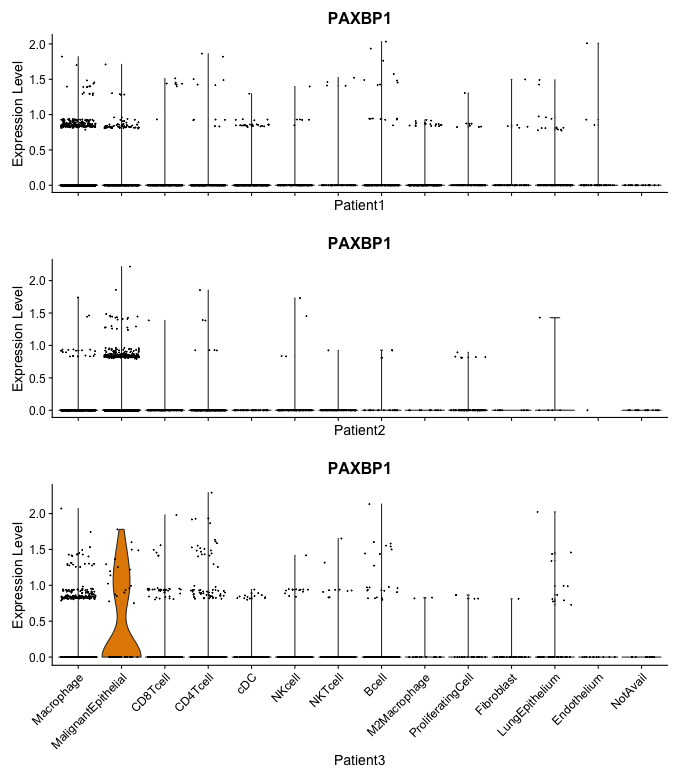 PAXBP1
Expression Level
2.0
1.5
1.0
0.5
0.0
Patient1
PAXBP1
Expression Level
2.0
1.5
1.0
0.5
0.0
Patient2
PAXBP1
Expression Level
2.0
1.5
1.0
0.5
0.0
Macrophage
MalignantEpithelial
CD8Tcell
CD4Tcell
cDC
NKcell
NKTcell
Bcell
M2Macrophage
ProliferatingCell
Fibroblast
LungEpithelium
Endothelium
NotAvail
Patient3